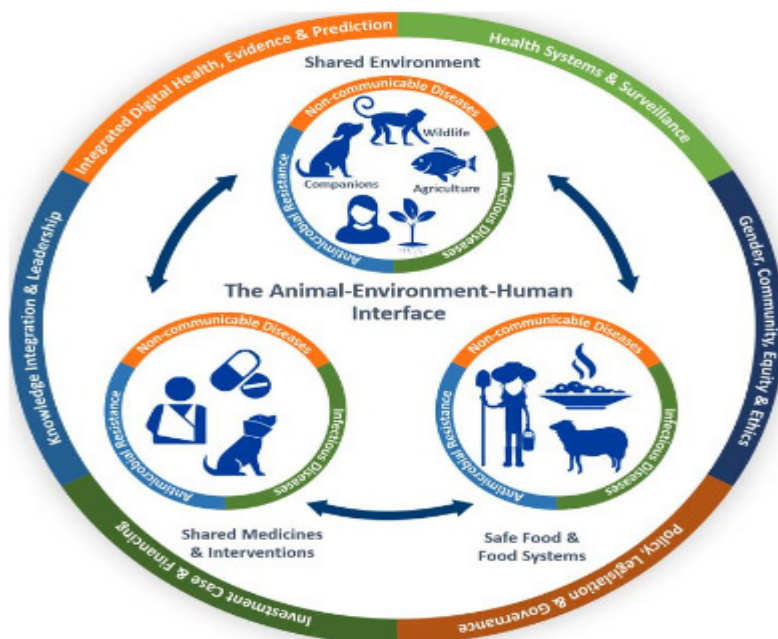 Integrated Digital Health, Evidence & Prediction
Health Systems & Surveillance
Shared Environment
Non-communicable Diseases
Wildlife
Companions
Agriculture
Antimicrobial Resistance
Infectious Diseases
Knowledge Integration & Leadership
Gender, Community, Equity & Ethics
The Animal-Environment-Human
Interface
Non-communicable Diseases
Antimicrobial Resistance
Infectious Diseases
Non-communicable Diseases
Antimicrobial Resistance
Infectious Diseases
Shared Medicines
& Interventions
Safe Food &
Food Systems
Investment Case & Financing
Policy, Legislation & Governance